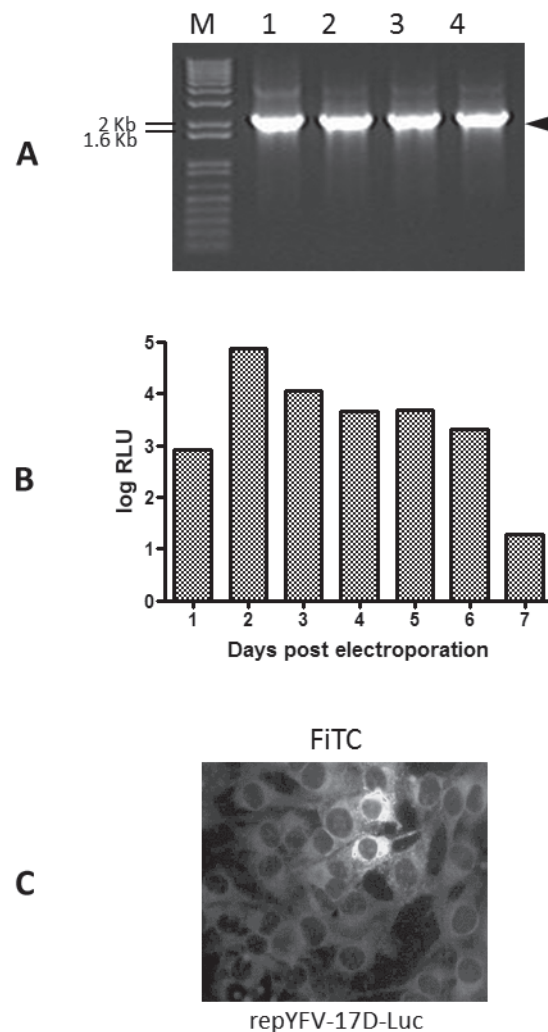 M 1 2 3 4
2 Kb
1.6 Kb
A
5
4
3
2
1
0
log RLU
B
1 2 3 4 5 6 7
Days post electroporation
FiTC
C
repYFV-17D-Luc